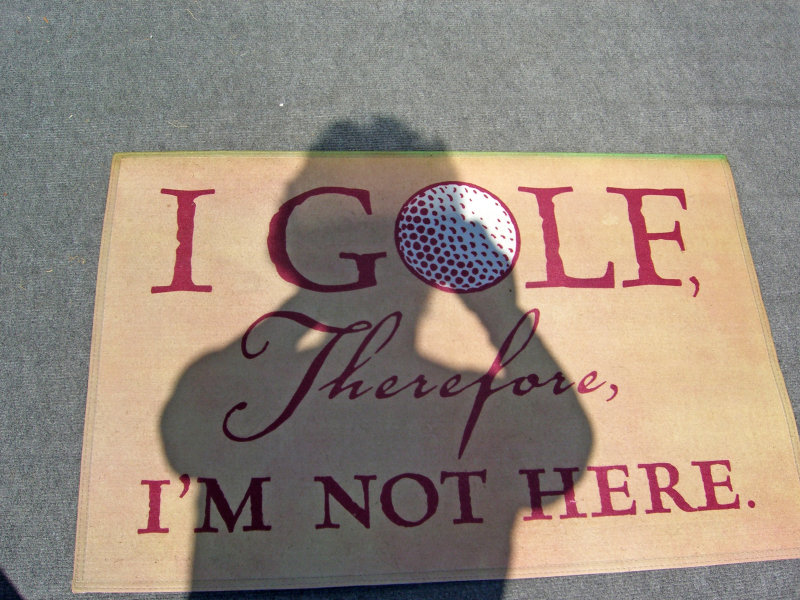 I GOLF,
Therefore,
I'M NOT HERE.